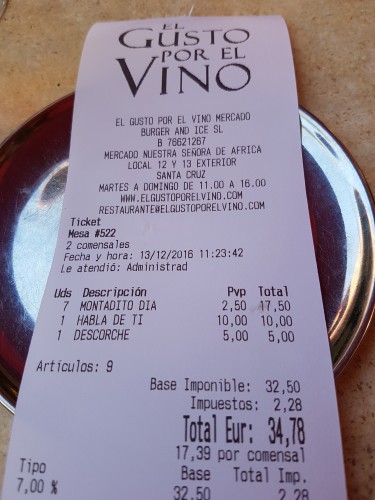 EL
GUSTO
POR EL
VINO
EL GUSTO POR EL VINO MERCADO
BURGER AND ICE SL
B 76621267
MERCADO NUESTRA SEÑORA DE AFRICA
LOCAL 12 Y 13 EXTERIOR
SANTA CRUZ
MARTES A DOMINGO DE 11.00 A 16.00
WWW.ELGUSTOPORELVINO.COM
RESTAURANTE@ELGUSTOPORELVINO.COM
Ticket
Mesa #522
2 comensales
Fecha y hora: 13/12/2016 11:23:42
Le atendió: Administrad
Uds Descripción Pvp Total
7 MONTADITO DIA 2,50 17,50
1 HABLA DE TI 10,00 10,00
1 DESCORCHE 5,00 5,00
Artículos: 9
Base Imponible: 32,50
Impuestos: 2,28
Total Eur: 34,78
17,39 por comensal
Tipo Base Total Imp.
7,00 % 32,50 2,28